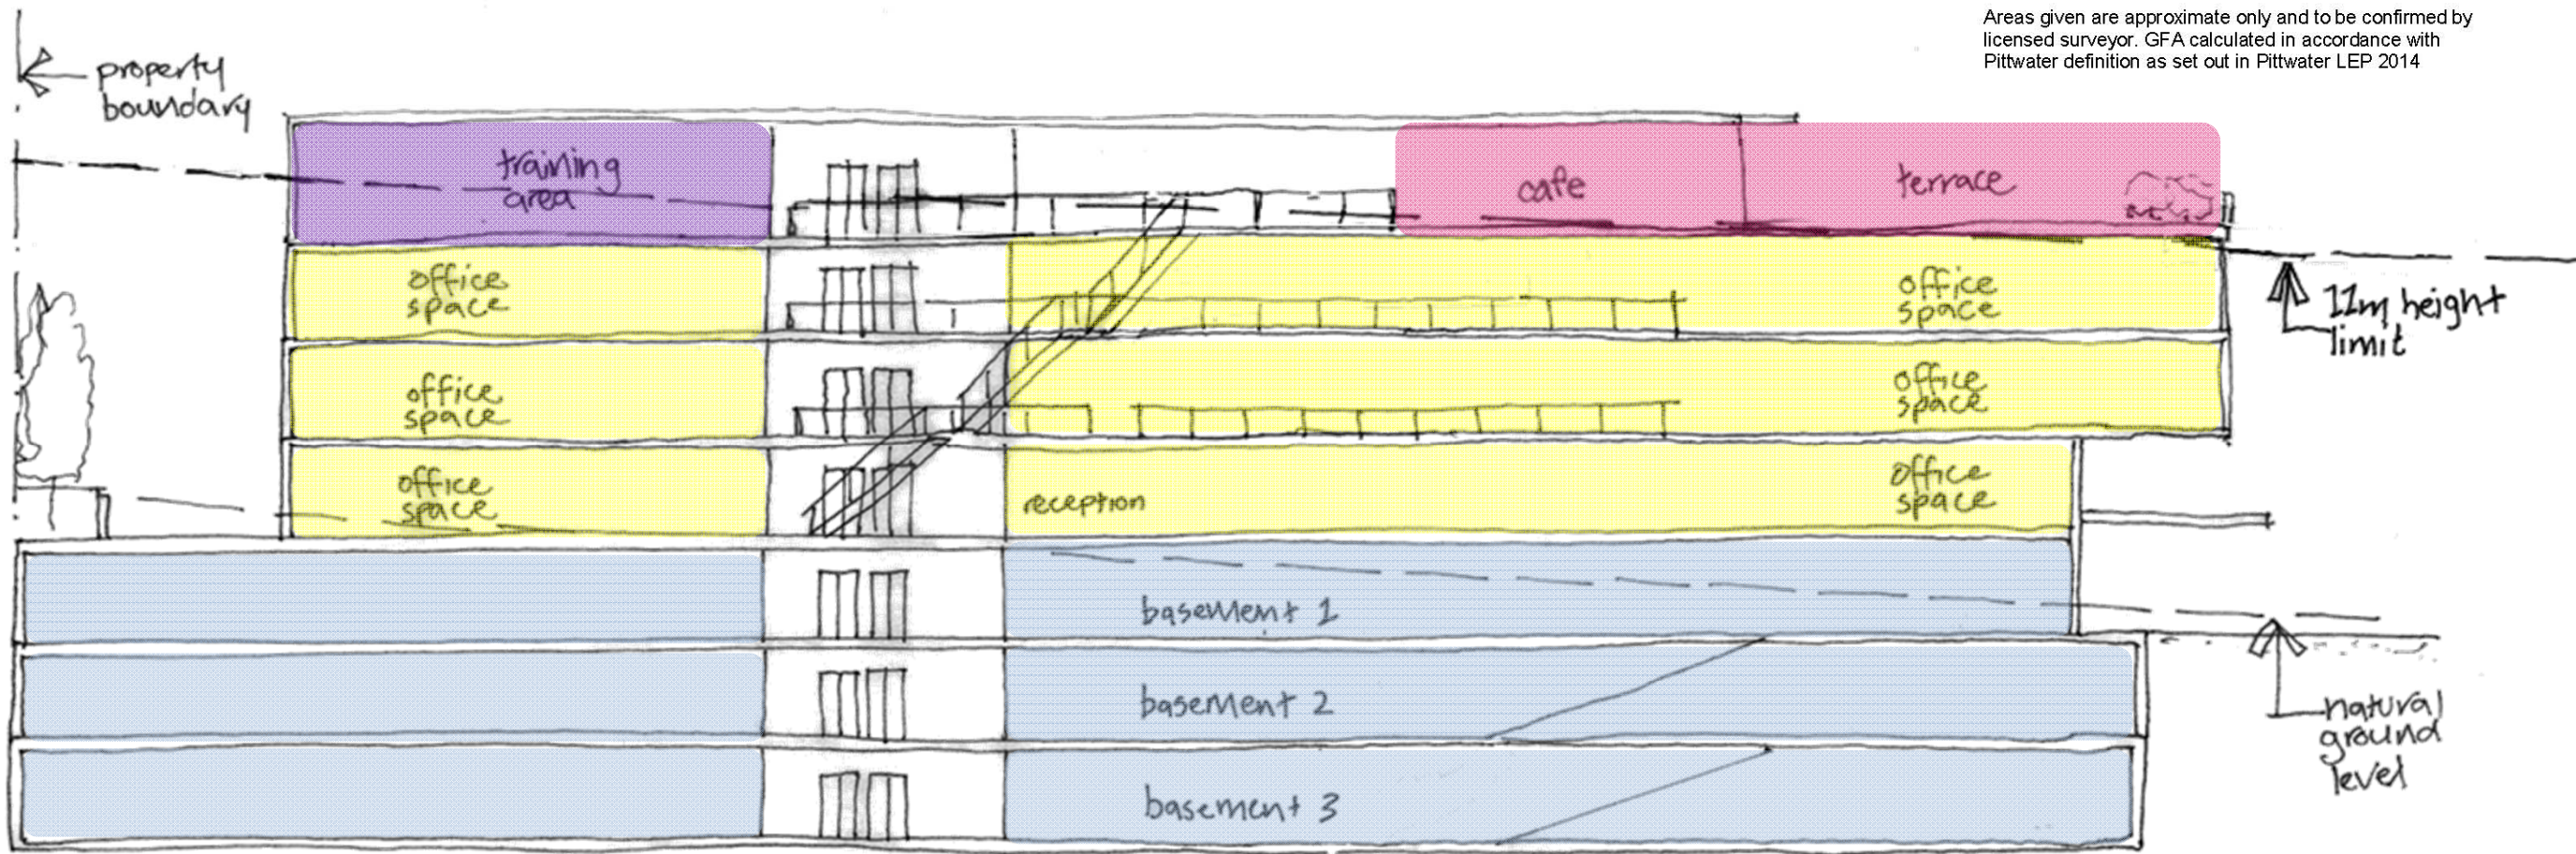 Areas given are approximate only and to be confirmed by
licensed surveyor. GFA calculated in accordance with
Pittwater definition as set out in Pittwater LEP 2014
property
boundary
training
area
cafe
terrace
office
space
office
space
11m height
limit
office
space
office
space
office
space
reception
office
space
basement 1
basement 2
natural
ground
level
basement 3